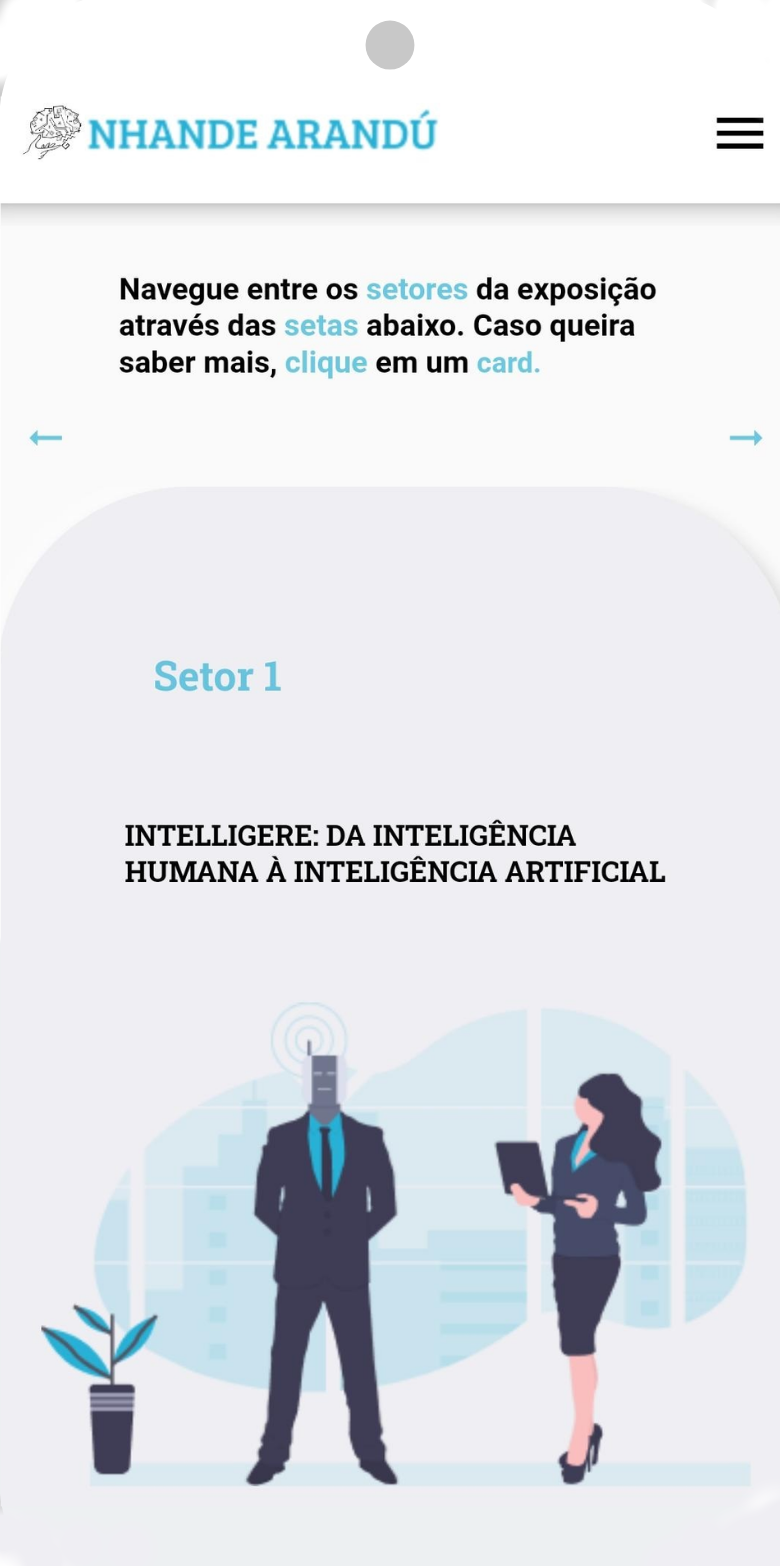 NHANDE ARANDÚ
Navegue entre os setores da exposição
através das setas abaixo. Caso queira
saber mais, clique em um card.
Setor 1
INTELLIGERE: DA INTELIGÊNCIA
HUMANA À INTELIGÊNCIA ARTIFICIAL